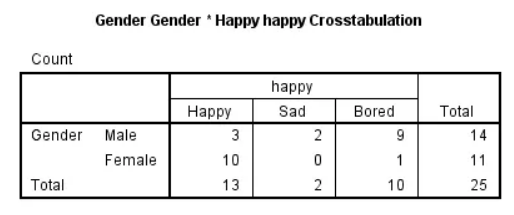 Gender Gender * Happy happy Crosstabulation
Count
happy
Happy Sad Bored Total
Gender Male 3 2 9 14
Female 10 0 1 11
Total 13 2 10 25